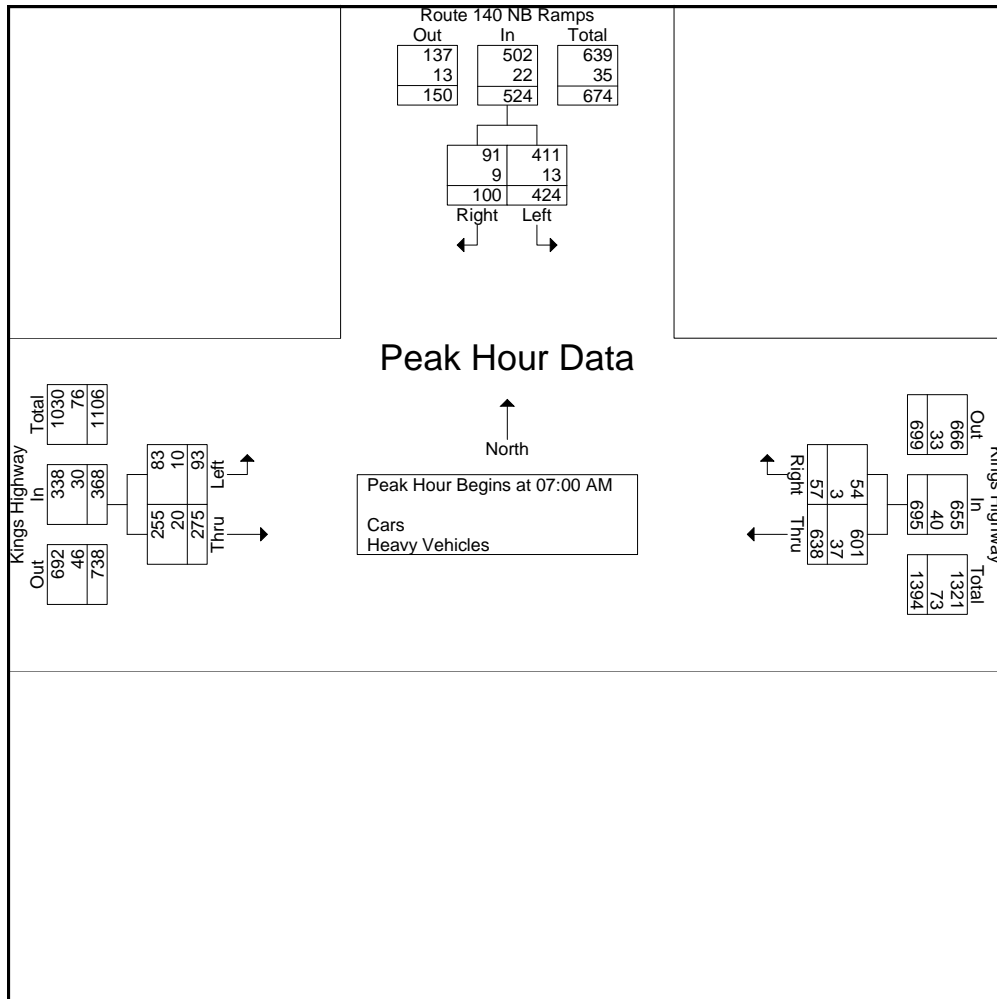 Route 140 NB Ramps
Out In Total
137 502 639
13 22 35
150 524 674
91 411
9 13
100 424
Right Left
Peak Hour Data
North
Peak Hour Begins at 07:00 AM
Cars
Heavy Vehicles
Kings Highway
Out In Total
692 338 1030
46 30 76
738 368 1106
Thru Left
255 83
20 10
275 93
Kings Highway
Out In Total
666 655 1321
33 40 73
699 695 1394
54 601
3 37
57 638
Right Thru